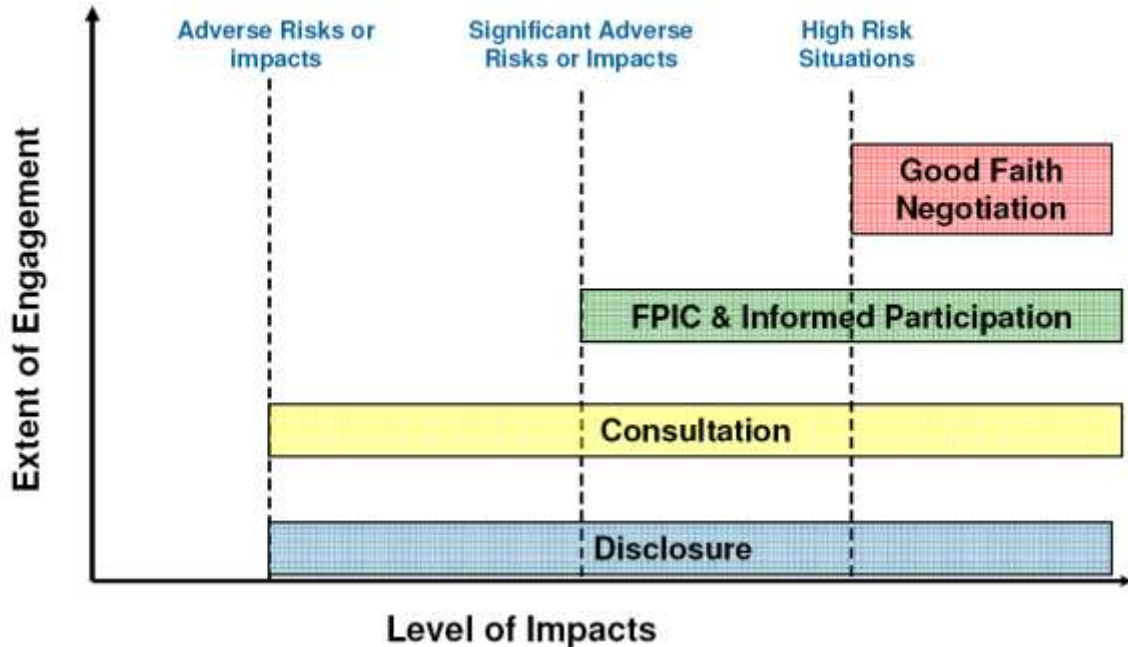 Adverse Risks or
impacts
Significant Adverse
Risks or Impacts
High Risk
Situations
Extent of Engagement
Good Faith
Negotiation
FPIC & Informed Participation
Consultation
Disclosure
Level of Impacts